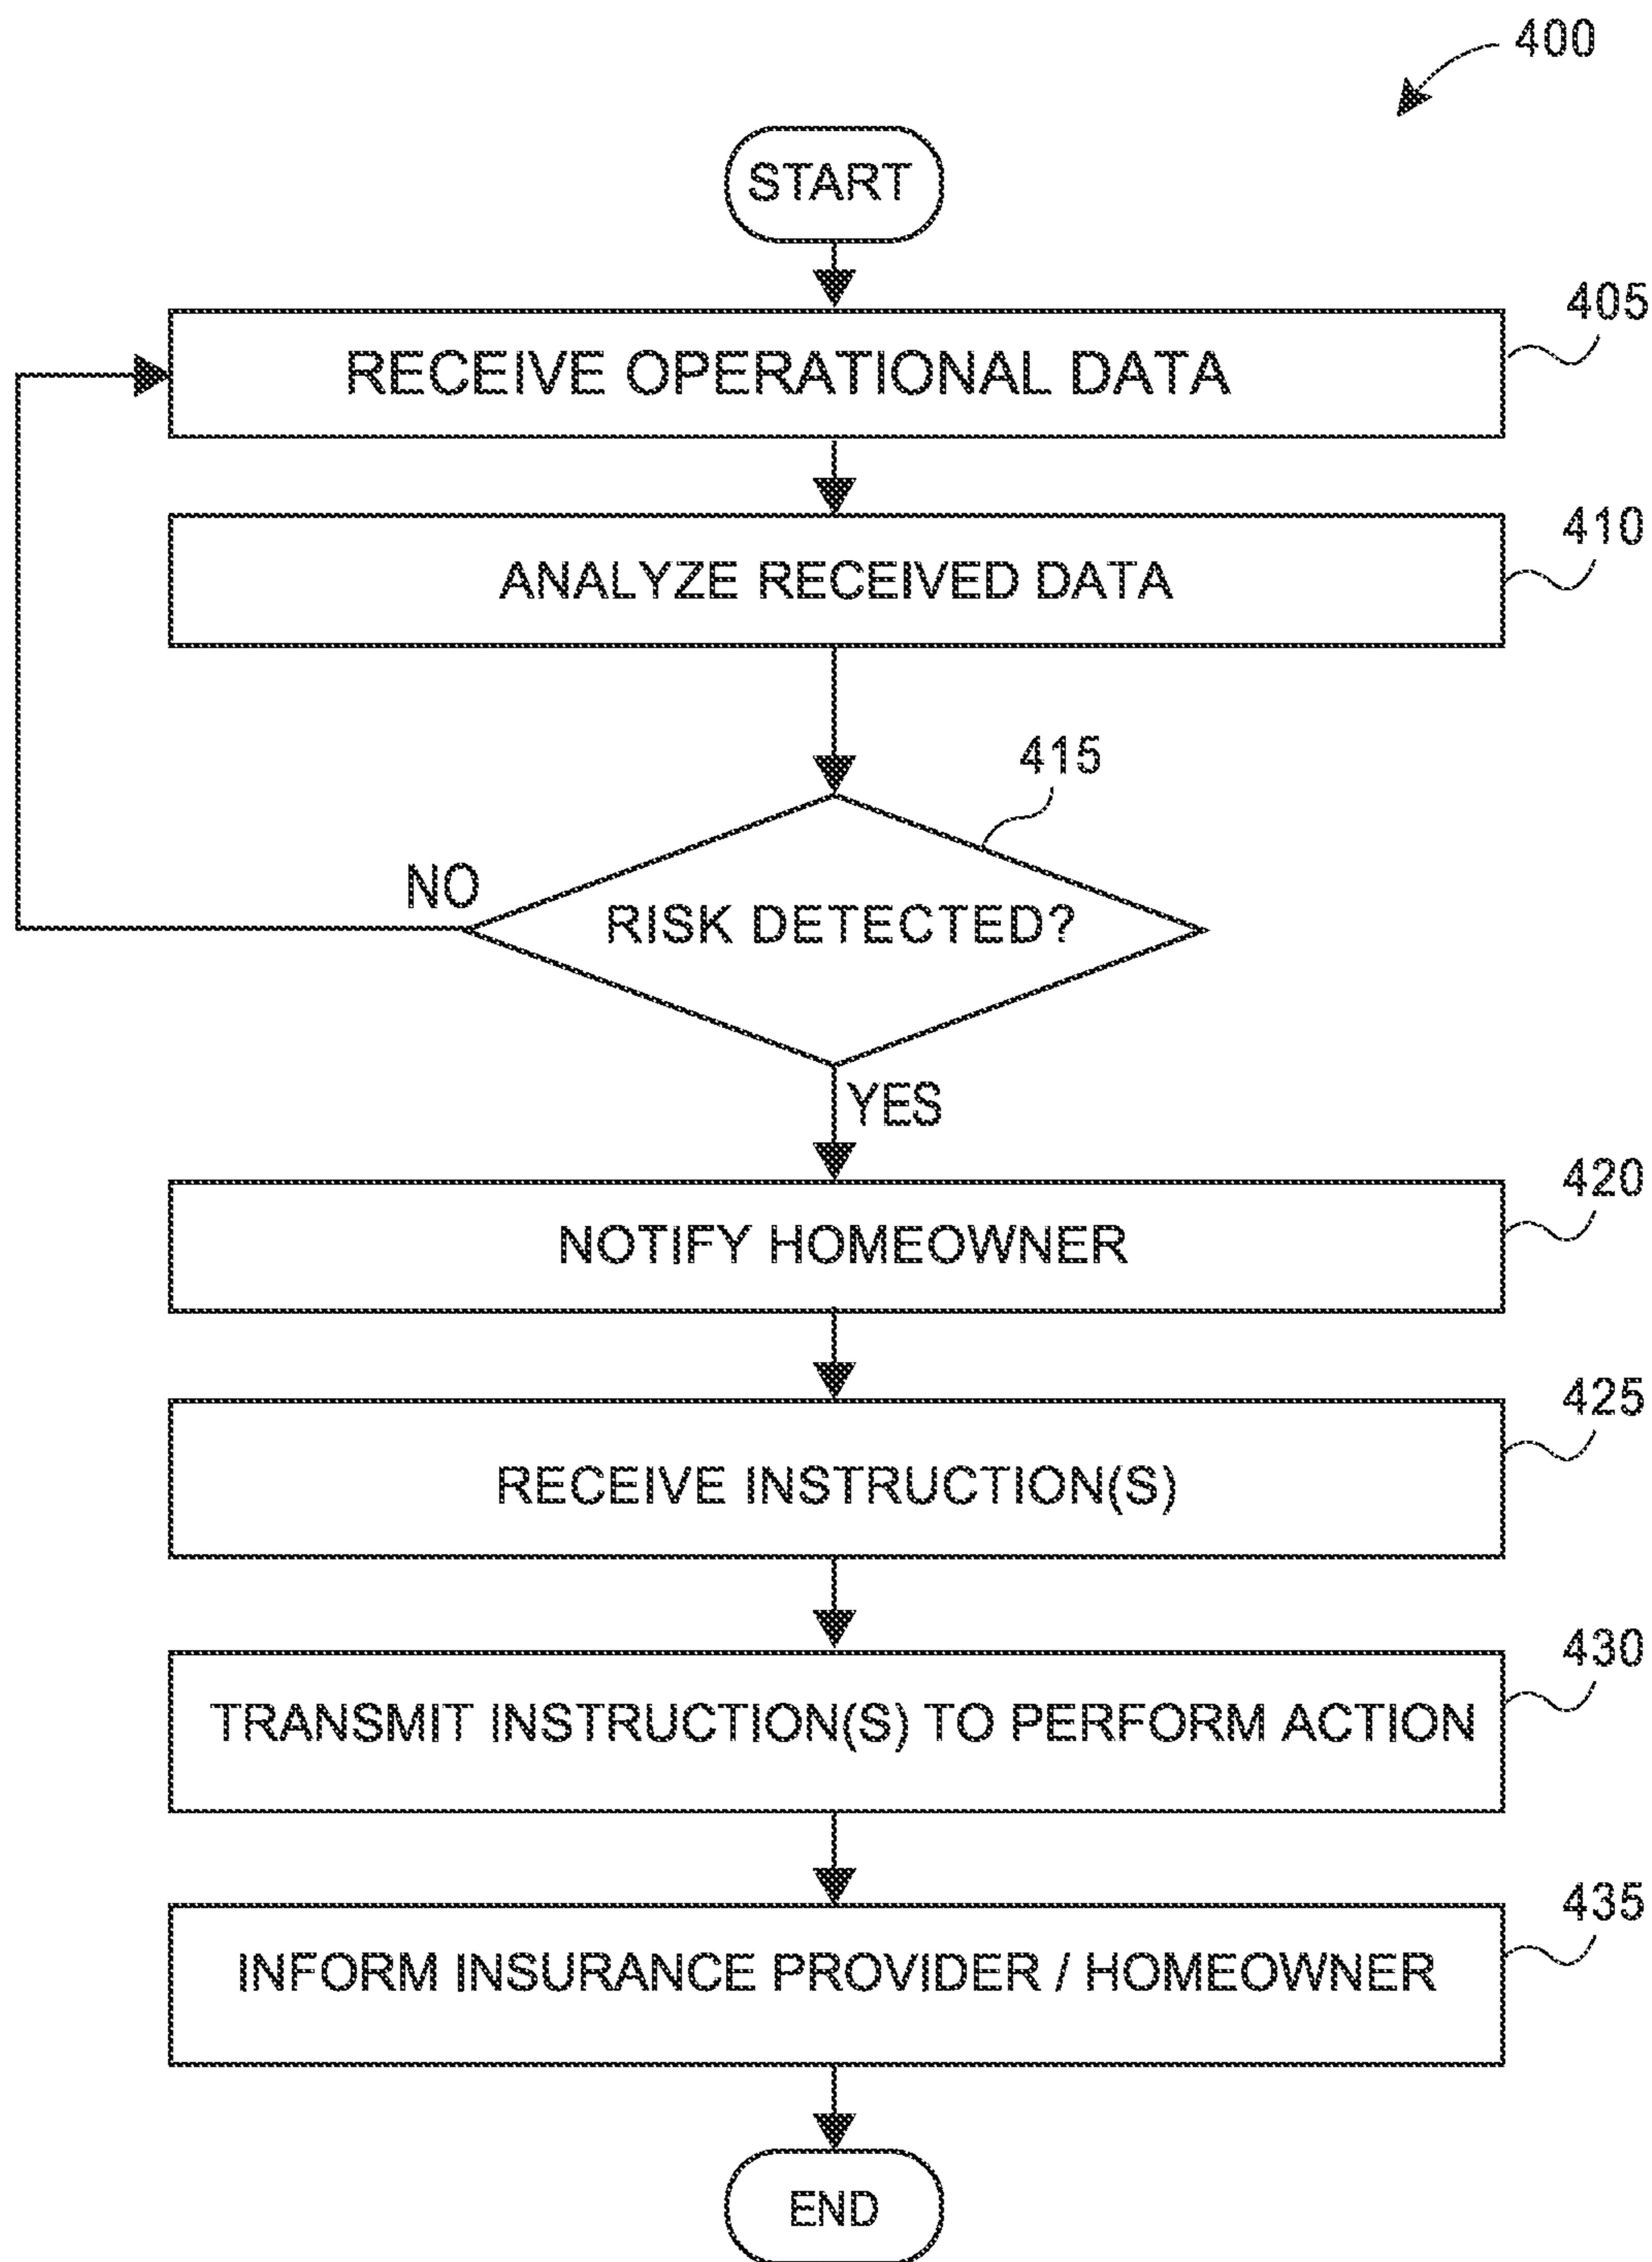 400
START
405
RECEIVE OPERATIONAL DATA
410
ANALYZE RECEIVED DATA
415
NO
RISK DETECTED?
YES
420
NOTIFY HOMEOWNER
425
RECEIVE INSTRUCTION(S)
430
TRANSMIT INSTRUCTION(S) TO PERFORM ACTION
435
INFORM INSURANCE PROVIDER / HOMEOWNER
END